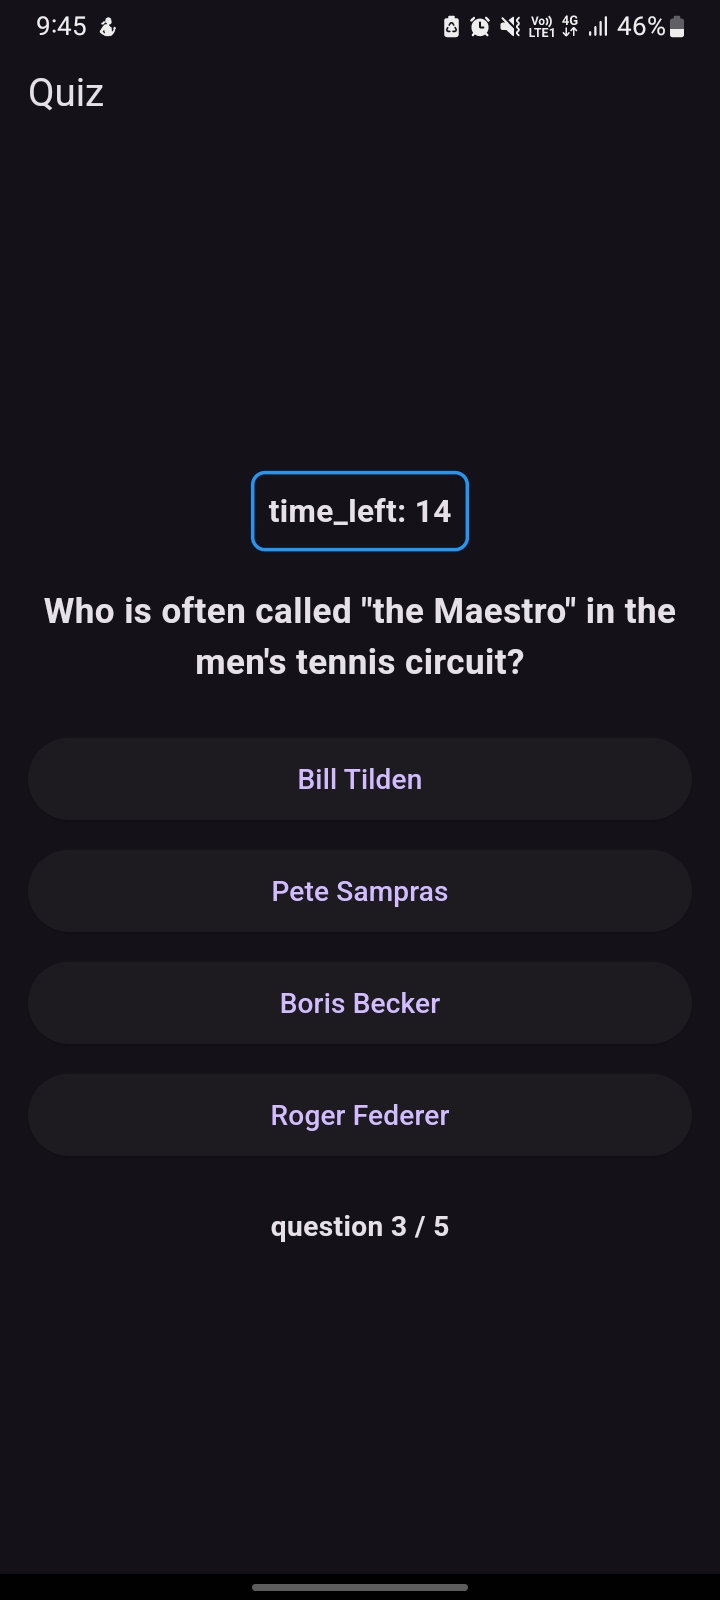 9:45 Vo)) LTE1 4G 46%
Quiz
time_left: 14
Who is often called "the Maestro" in the
men's tennis circuit?
Bill Tilden
Pete Sampras
Boris Becker
Roger Federer
question 3 / 5